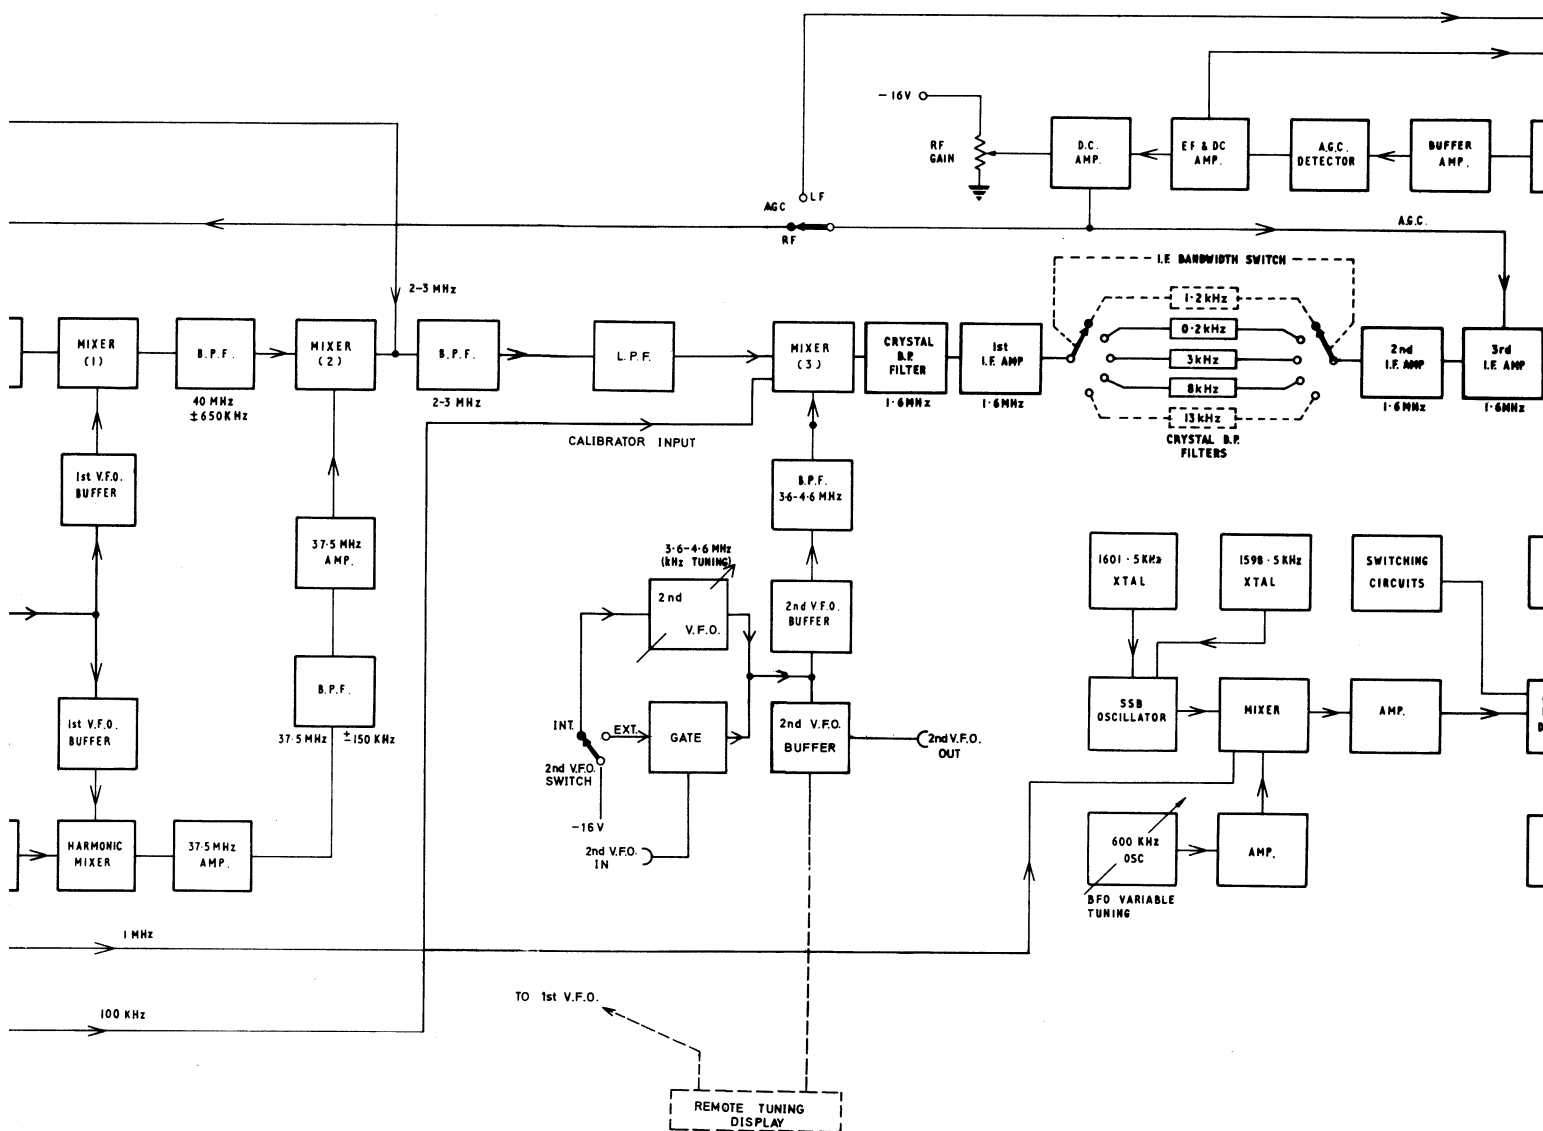 -16V
RF
GAIN
D.C.
AMP.
EF & DC
AMP.
A.G.C.
DETECTOR
BUFFER
AMP.
LF
AGC
RF
A.G.C.
I.F. BANDWIDTH SWITCH
2-3 MHz
1·2kHz
0·2kHz
3kHz
8kHz
13kHz
CRYSTAL B.P.
FILTERS
MIXER
(1)
B.P.F.
40 MHz
±650KHz
MIXER
(2)
B.P.F.
2-3 MHz
L.P.F.
MIXER
(3)
CRYSTAL
B.P.
FILTER
1·6MHz
1st
I.F. AMP
1·6MHz
2nd
I.F. AMP
1·6MHz
3rd
I.F. AMP
1·6MHz
CALIBRATOR INPUT
1st V.F.O.
BUFFER
B.P.F.
3·6-4·6MHz
37·5 MHz
AMP.
3·6-4·6 MHz
(kHz TUNING)
2nd
V.F.O.
2nd V.F.O.
BUFFER
1601·5KHz
XTAL
1598·5KHz
XTAL
SWITCHING
CIRCUITS
B.P.F.
37·5MHz ±150 KHz
1st V.F.O.
BUFFER
INT.
EXT.
GATE
2nd V.F.O.
SWITCH
-16V
2nd V.F.O.
IN
2nd V.F.O.
BUFFER
2nd V.F.O.
OUT
SSB
OSCILLATOR
MIXER
AMP.
D
HARMONIC
MIXER
37·5MHz
AMP.
600 KHz
OSC
AMP.
BFO VARIABLE
TUNING
1 MHz
100 KHz
TO 1st V.F.O.
REMOTE TUNING
DISPLAY